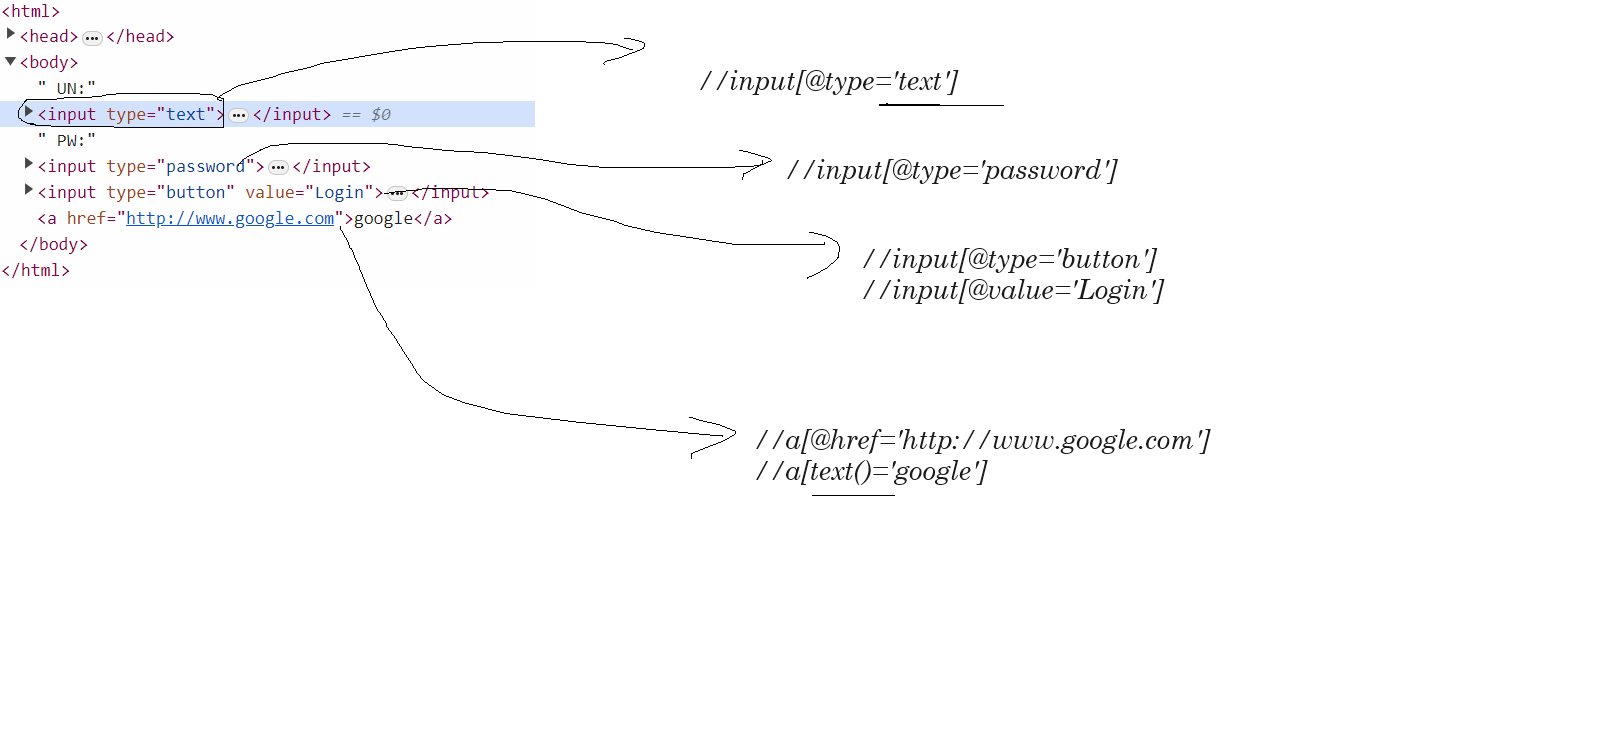 <html>
<head>•••</head>
<body>
" UN:"
<input type="text">•••</input> == $0
" PW:"
<input type="password">•••</input>
<input type="button" value="Login">•••</input>
<a href="http://www.google.com">google</a>
</body>
</html>
//input[@type='text']
//input[@type='password']
//input[@type='button']
//input[@value='Login']
//a[@href='http://www.google.com']
//a[text()='google']